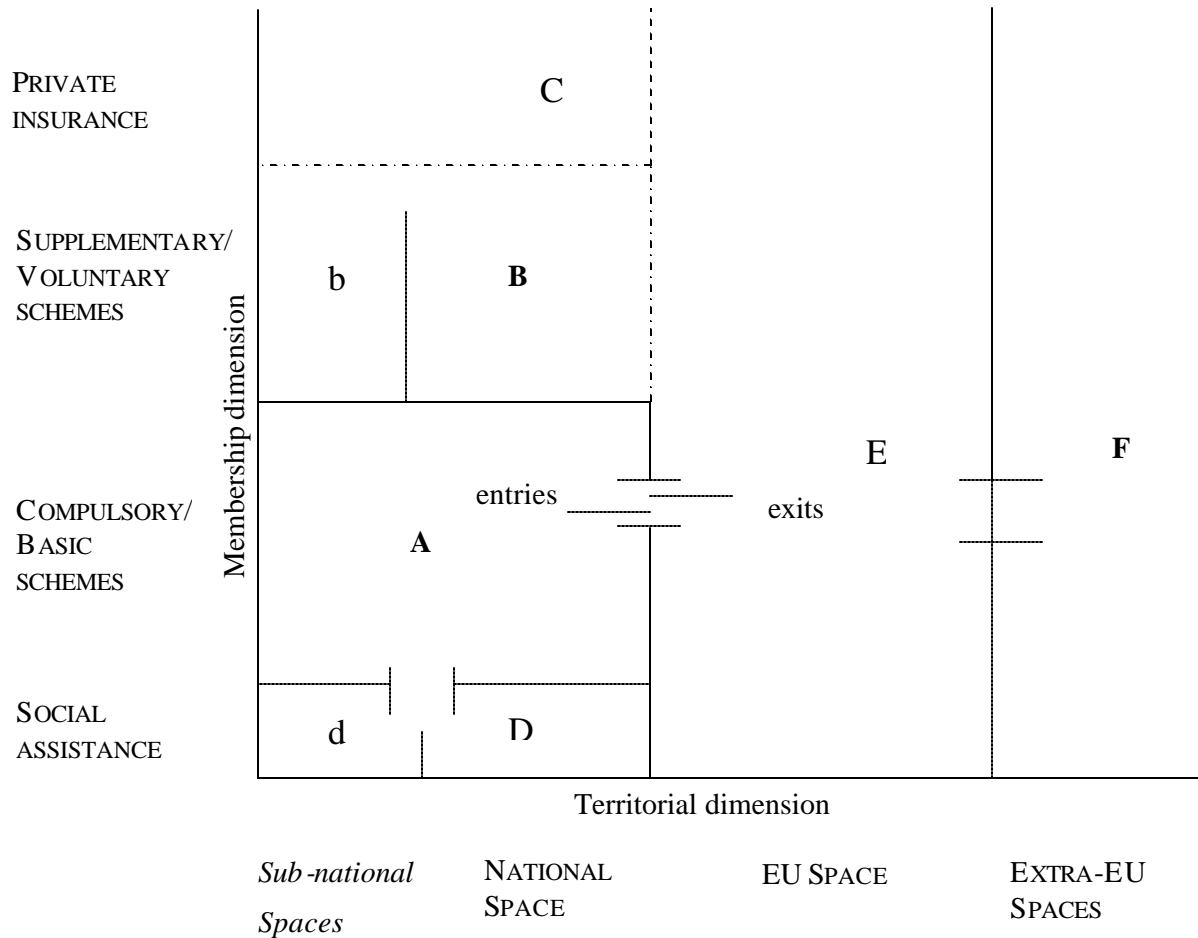 PRIVATE
INSURANCE
C
SUPPLEMENTARY/
VOLUNTARY
SCHEMES
b
B
Membership dimension
E
F
entries
exits
COMPULSORY/
BASIC
SCHEMES
A
SOCIAL
ASSISTANCE
d
D
Territorial dimension
Sub-national
Spaces
NATIONAL
SPACE
EU SPACE
EXTRA-EU
SPACES